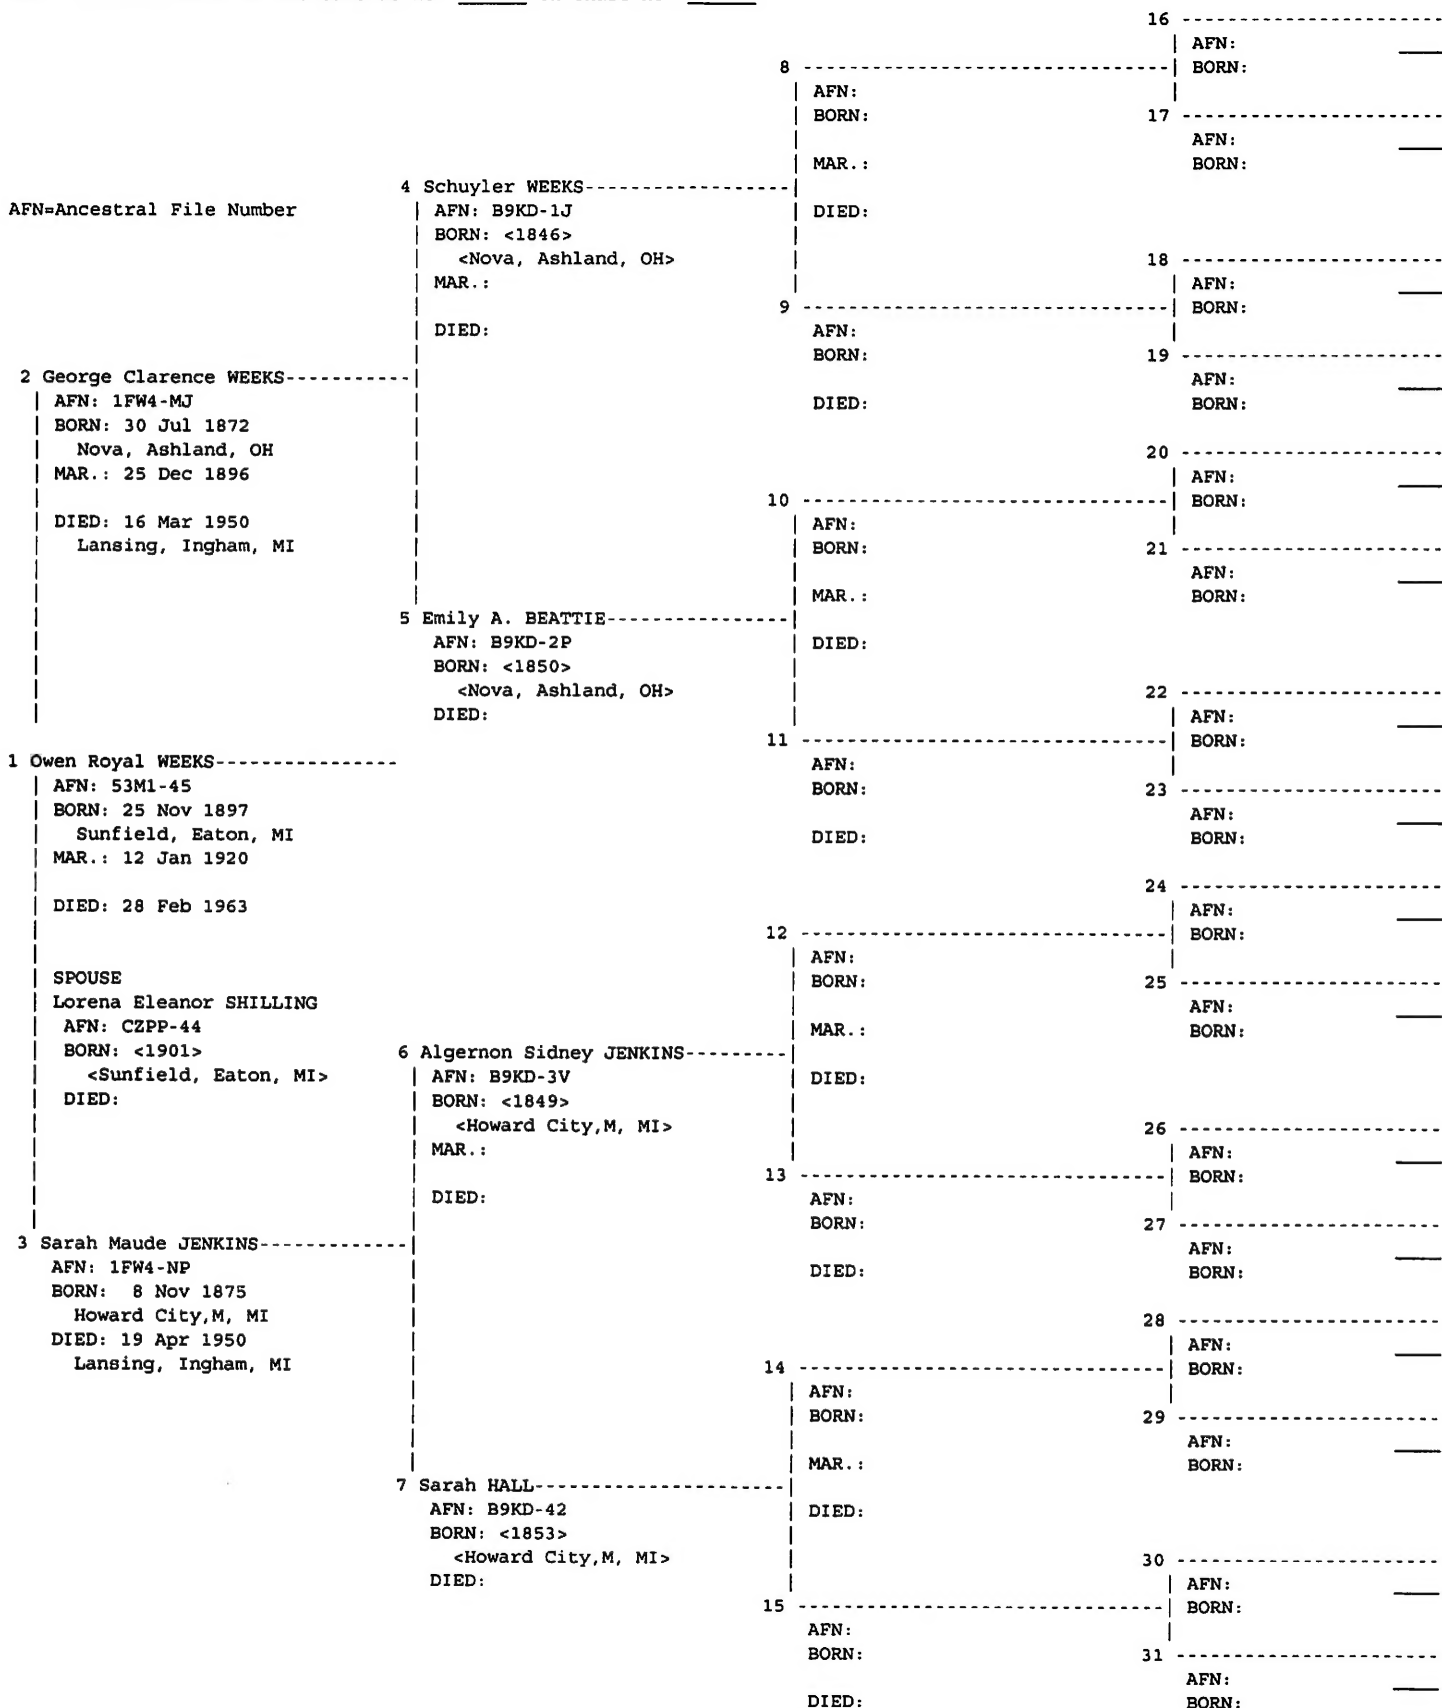 16
AFN:
8
BORN:
AFN:
BORN:
17
AFN:
MAR.:
BORN:
4 Schuyler WEEKS
AFN=Ancestral File Number
AFN: B9KD-1J
DIED:
BORN: <1846>
<Nova, Ashland, OH>
18
MAR.:
AFN:
9
BORN:
DIED:
AFN:
BORN:
19
2 George Clarence WEEKS
AFN:
AFN: 1FW4-MJ
DIED:
BORN:
BORN: 30 Jul 1872
Nova, Ashland, OH
20
MAR.: 25 Dec 1896
AFN:
10
BORN:
DIED: 16 Mar 1950
AFN:
Lansing, Ingham, MI
BORN:
21
AFN:
MAR.:
BORN:
5 Emily A. BEATTIE
AFN: B9KD-2P
DIED:
BORN: <1850>
<Nova, Ashland, OH>
22
DIED:
AFN:
11
BORN:
1 Owen Royal WEEKS
AFN:
AFN: 53M1-45
BORN:
23
BORN: 25 Nov 1897
AFN:
Sunfield, Eaton, MI
DIED:
BORN:
MAR.: 12 Jan 1920
24
DIED: 28 Feb 1963
AFN:
12
BORN:
AFN:
SPOUSE
BORN:
25
Lorena Eleanor SHILLING
AFN:
AFN: CZPP-44
MAR.:
BORN:
BORN: <1901>
6 Algernon Sidney JENKINS
<Sunfield, Eaton, MI>
AFN: B9KD-3V
DIED:
DIED:
BORN: <1849>
<Howard City,M, MI>
26
MAR.:
AFN:
13
BORN:
DIED:
AFN:
BORN:
27
3 Sarah Maude JENKINS
AFN:
AFN: 1FW4-NP
DIED:
BORN:
BORN: 8 Nov 1875
Howard City,M, MI
28
DIED: 19 Apr 1950
AFN:
Lansing, Ingham, MI
14
BORN:
AFN:
BORN:
29
AFN:
MAR.:
BORN:
7 Sarah HALL
AFN: B9KD-42
DIED:
BORN: <1853>
<Howard City,M, MI>
30
DIED:
AFN:
15
BORN:
AFN:
BORN:
31
AFN:
DIED:
BORN: